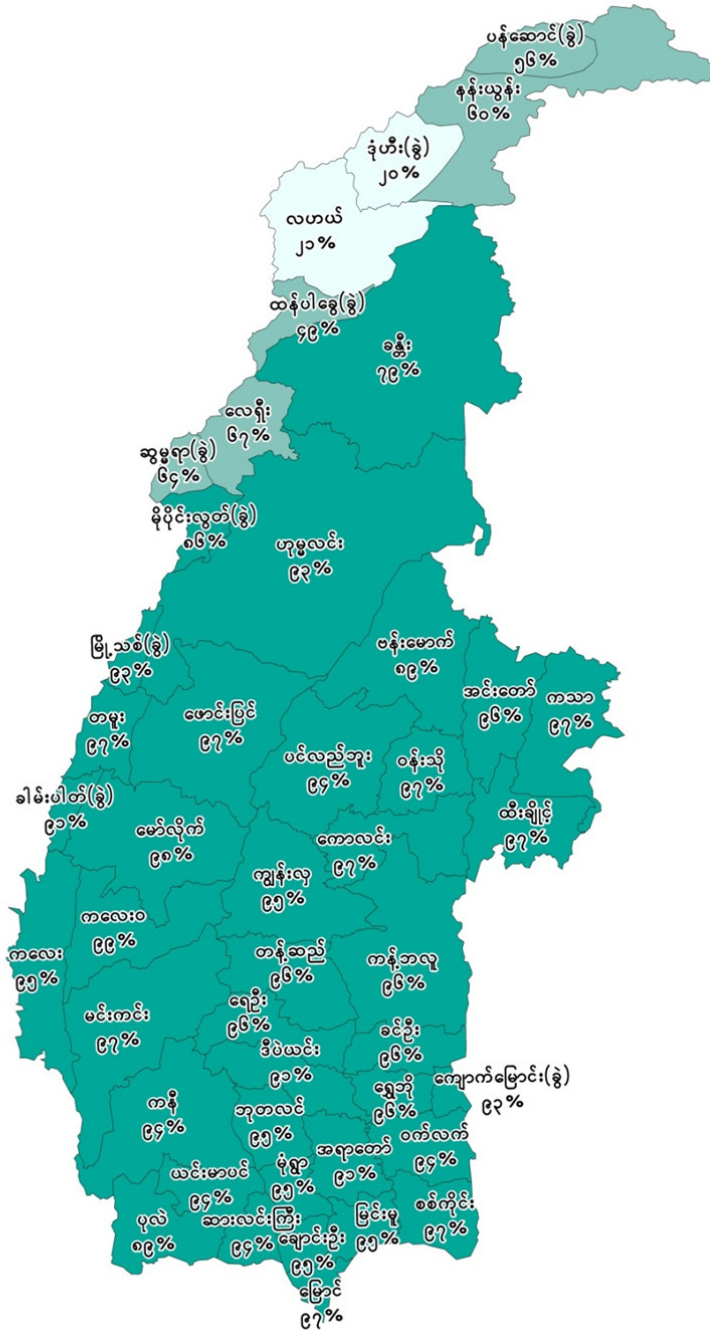 ပန်ဆောင်(ခွဲ)
၅၆%
နန်းယွန်း
၆၀%
ဒုံဟီး(ခွဲ)
၂၀%
လဟယ်
၂၁%
ထန်ပါခွေ(ခွဲ)
၄၉%
ခန္တီး
၇၉%
လေရှီး
၆၇%
ဆွမ္မရာ(ခွဲ)
၆၄%
မိုပိုင်းလွတ်(ခွဲ)
၈၆%
ဟုမ္မလင်း
၉၃%
မြို့သစ်(ခွဲ)
၉၃%
ဗန်းမောက်
၈၉%
အင်းတော်
၉၆%
ကသာ
၉၇%
တမူး
၉၇%
ဖောင်းပြင်
၉၇%
ပင်လည်ဘူး
၉၄%
ဝန်းသို
၉၇%
ခါမ်းပါတ်(ခွဲ)
၉၁%
မော်လိုက်
၉၈%
ကောလင်း
၉၇%
ထီးချိုင့်
၉၇%
ကျွန်းလှ
၉၅%
ကလေးဝ
၉၉%
ကလေး
၉၅%
တန့်ဆည်
၉၆%
ကန့်ဘလူ
၉၆%
မင်းကင်း
၉၇%
ရေဦး
၉၆%
ခင်ဦး
၉၆%
ဒီပဲယင်း
၉၁%
ကျောက်မြောင်း(ခွဲ)
၉၃%
ရွှေဘို
၉၆%
ကနီ
၉၄%
ဘုတလင်
၉၅%
ဝက်လက်
၉၄%
အရာတော်
၉၁%
မုံရွာ
၉၅%
ယင်းမာပင်
၉၄%
စစ်ကိုင်း
၉၇%
မြင်းမူ
၉၅%
ပုလဲ
၈၉%
ဆားလင်းကြီး
၉၄%
ချောင်းဦး
၉၅%
မြောင်
၉၇%